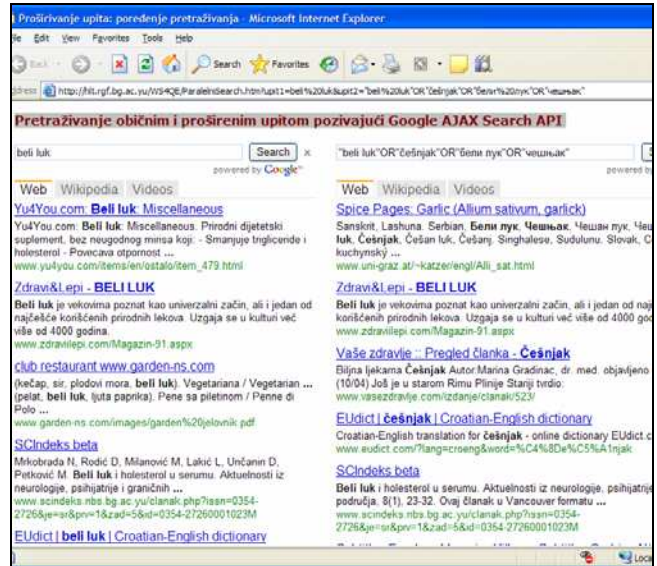 Proširivanje upita: poređenje pretraživanja - Microsoft Internet Explorer
Edit View Favorites Tools Help
Back Search Favorites
http://hlt.rgf.bg.ac.yu/WS4QE/ParalelniSearch.htm?upit1=beli%20luk&upit2="beli%20luk"OR"češnjak"OR"бели%20лук"OR"чешњак"
Pretraživanje običnim i proširenim upitom pozivajući Google AJAX Search API
beli luk Search ×
powered by Google™
Web Wikipedia Videos
Yu4You.com: Beli luk: Miscellaneous
Yu4You.com: Beli luk: Miscellaneous. Prirodni dijetetski
suplement, bez neugodnog mirisa koji: - Smanjuje trigliceride i
holesterol - Povecava otpornost ...
www.yu4you.com/items/en/ostalo/item_479.html
Zdravi&Lepi - BELI LUK
Beli luk je vekovima poznat kao univerzalni začin, ali i jedan od
najčešće korišćenih prirodnih lekova. Uzgaja se u kulturi već
više od 4000 godina.
www.zdravilepi.com/Magazin-91.aspx
club restaurant www.garden-ns.com
(kečap, sir, plodovi mora, beli luk). Vegetariana / Vegetarian ...
(pelat, beli luk, ljuta paprika). Pene sa piletinom / Penne di
Polo ...
www.garden-ns.com/images/garden%20jelovnik.pdf
SCIndeks beta
Mrkobrada N, Rodić D, Milanović M, Lakić L, Unčanin D,
Petković M. Beli luk i holesterol u serumu. Aktuelnosti iz
neurologije, psihijatrije i graničnih ...
www.scindeks.nbs.bg.ac.yu/clanak.php?issn=0354-
2726&je=sr&prv=1&zad=5&id=0354-27260001023M
EUdict | beli luk | Croatian-English dictionary
"beli luk"OR"češnjak"OR"бели лук"OR"чешњак"
powered by
Web Wikipedia Videos
Spice Pages: Garlic (Allium sativum, garlick)
Sanskrit, Lashuna. Serbian, Бели лук, Чешњак, Чешан лук,
luk, Češnjak, Češan luk, Češanj. Singhalese, Sudulunu. Slovak,
kuchynský ...
www.uni-graz.at/~katzer/engl/Alli_sat.html
Zdravi&Lepi - BELI LUK
Beli luk je vekovima poznat kao univerzalni začin, ali i jedan od
korišćenih prirodnih lekova. Uzgaja se u kulturi već više od 4000
www.zdravilepi.com/Magazin-91.aspx
Vaše zdravlje :: Pregled članka - Češnjak
Biljna ljekarna Češnjak Autor:Marina Gradinac, dr. med. objavljeno
(10/04) Još je u starom Rimu Plinije Stariji tvrdio:
www.vasezdravlje.com/izdanje/clanak/523/
EUdict | češnjak | Croatian-English dictionary
Croatian-English translation for češnjak - online dictionary EUdict.
www.eudict.com/?lang=croeng&word=%C4%8De%C5%A1njak
SCIndeks beta
Beli luk i holesterol u serumu. Aktuelnosti iz neurologije, psihijatrije
područja, 8(1), 23-32. Ovaj članak u Vancouver formatu ...
www.scindeks.nbs.bg.ac.yu/clanak.php?issn=0354-
2726&je=sr&prv=1&zad=5&id=0354-27260001023M